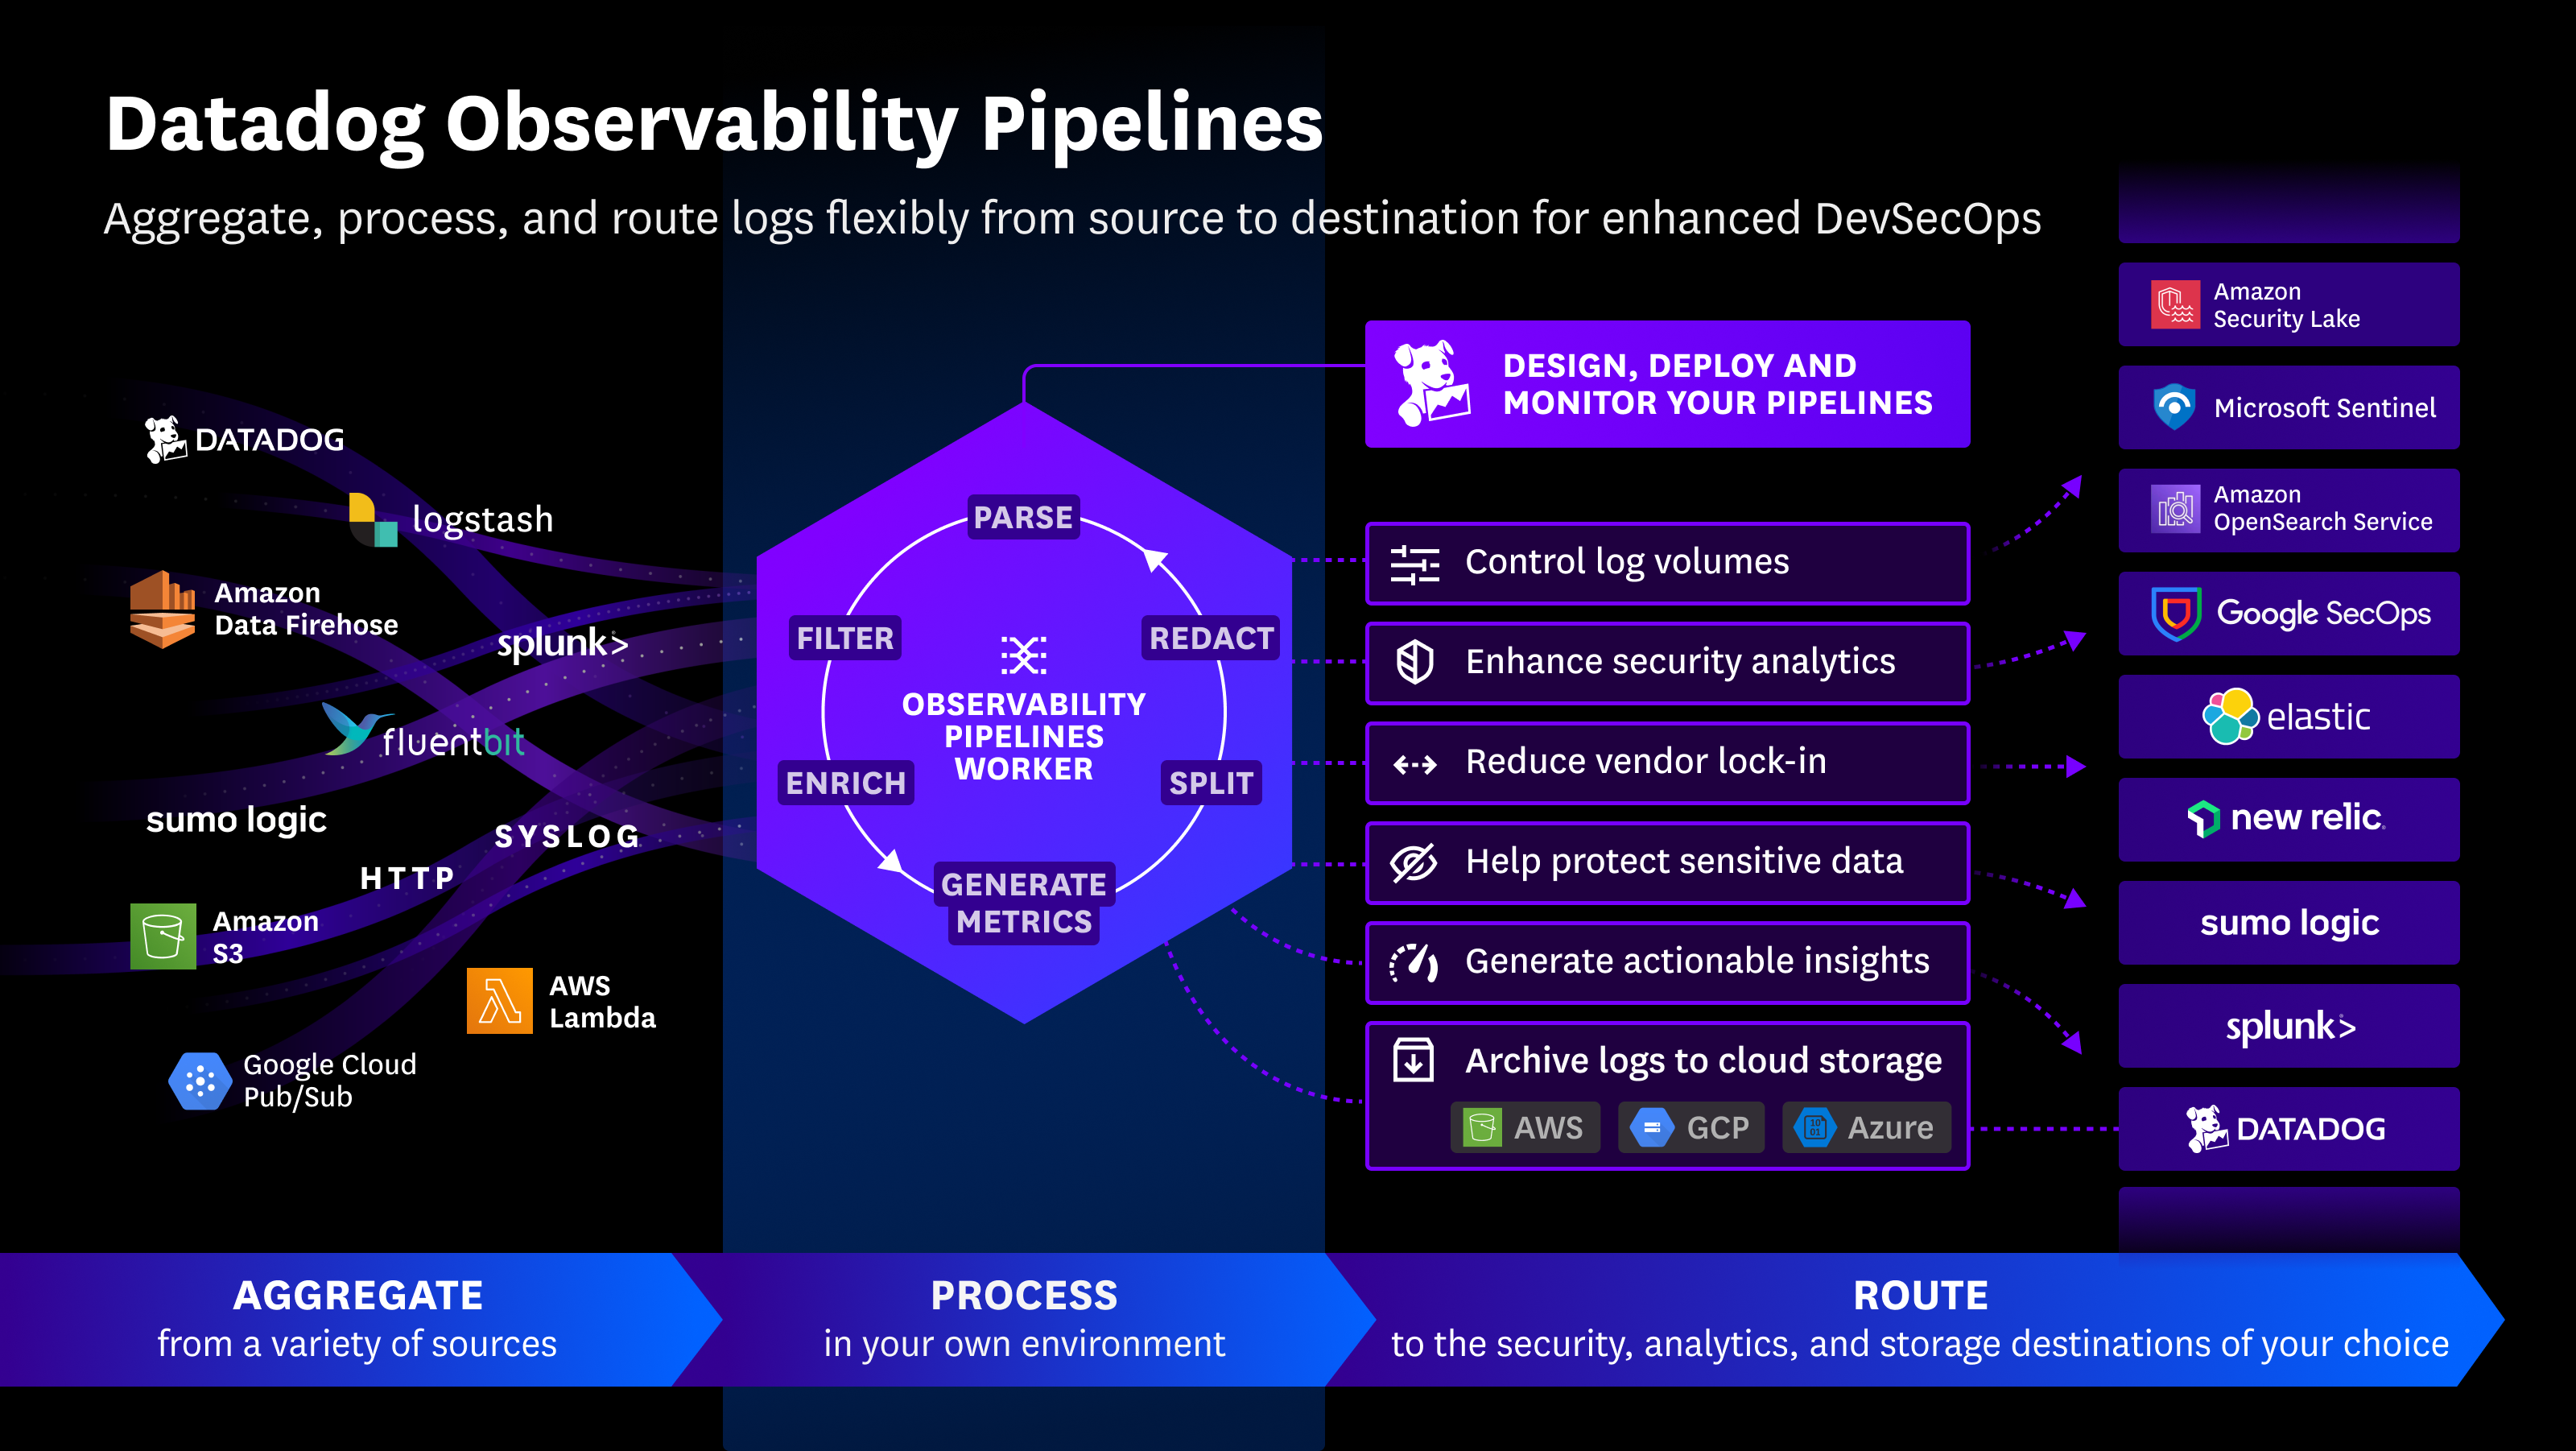 Datadog Observability Pipelines
Aggregate, process, and route logs flexibly from source to destination for enhanced DevSecOps
DATADOG
logstash
Amazon
Data Firehose
splunk>
fluentbit
sumo logic
SYSLOG
HTTP
Amazon
S3
AWS
Lambda
Google Cloud
Pub/Sub
PARSE
FILTER
REDACT
OBSERVABILITY
PIPELINES
WORKER
ENRICH
SPLIT
GENERATE
METRICS
DESIGN, DEPLOY AND
MONITOR YOUR PIPELINES
Control log volumes
Enhance security analytics
Reduce vendor lock-in
Help protect sensitive data
Generate actionable insights
Archive logs to cloud storage
AWS
GCP
10
01
Azure
Amazon
Security Lake
Microsoft Sentinel
Amazon
OpenSearch Service
Google SecOps
elastic
new relic.
sumo logic
splunk>
DATADOG
AGGREGATE
from a variety of sources
PROCESS
in your own environment
ROUTE
to the security, analytics, and storage destinations of your choice